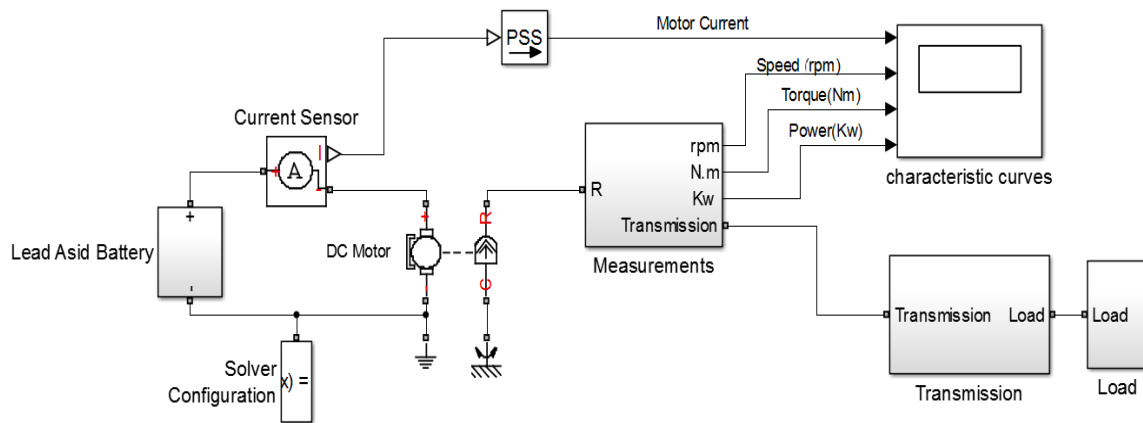 PSS
Motor Current
Speed (rpm)
Torque(Nm)
Power(Kw)
characteristic curves
Current Sensor
+
I
A
-
+
Lead Asid Battery
-
+
DC Motor
-
R
C
R
rpm
N.m
Kw
Transmission
Measurements
Transmission
Load
Transmission
Load
Load
Solver
Configuration
x) =